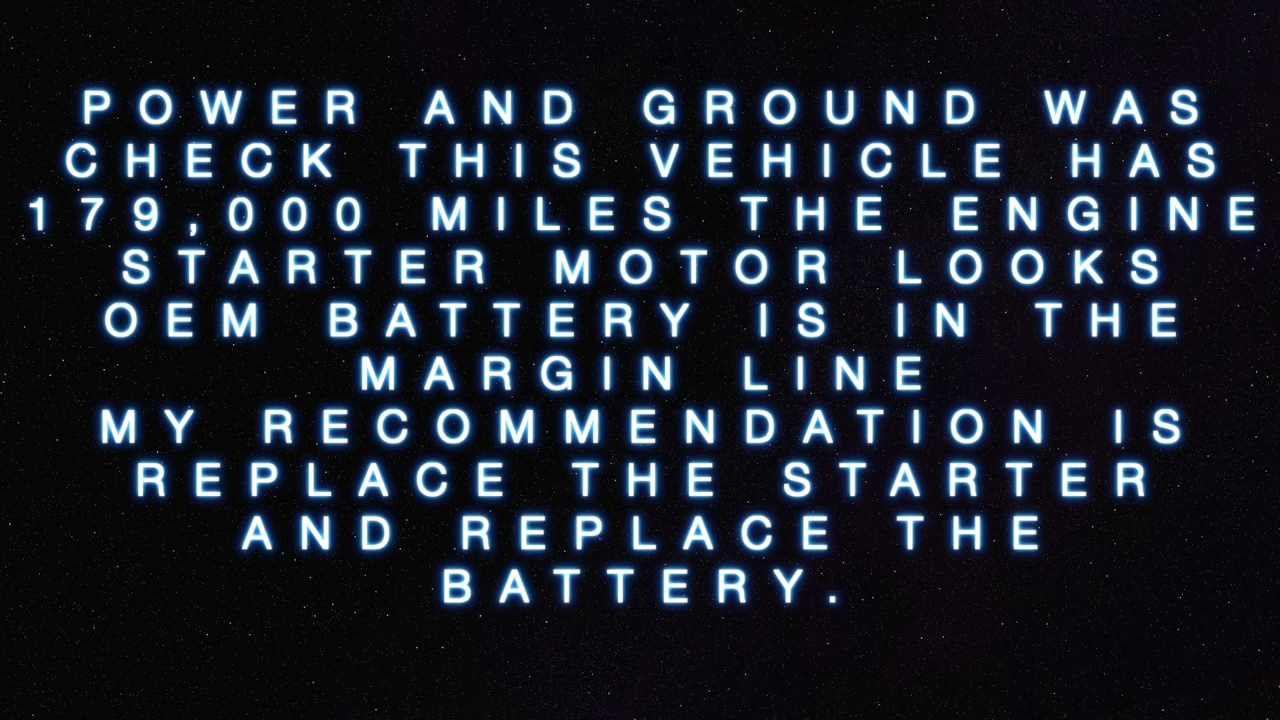 POWER AND GROUND WAS
CHECK THIS VEHICLE HAS
179,000 MILES THE ENGINE
STARTER MOTOR LOOKS
OEM BATTERY IS IN THE
MARGIN LINE
MY RECOMMENDATION IS
REPLACE THE STARTER
AND REPLACE THE
BATTERY.